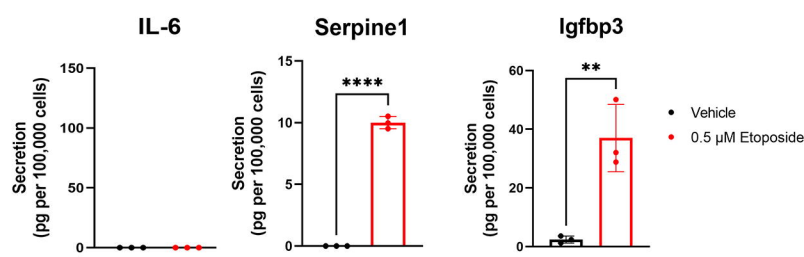 IL-6
Secretion
(pg per 100,000 cells)
150
100
50
0
Serpine1
Secretion
(pg per 100,000 cells)
15
10
5
0
****
Igfbp3
Secretion
(pg per 100,000 cells)
60
40
20
0
**
Vehicle
0.5 μM Etoposide